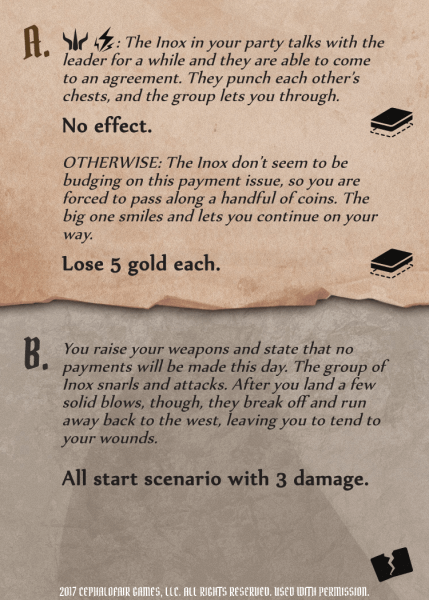 A.
: The Inox in your party talks with the
leader for a while and they are able to come
to an agreement. They punch each other's
chests, and the group lets you through.
No effect.
OTHERWISE: The Inox don't seem to be
budging on this payment issue, so you are
forced to pass along a handful of coins. The
big one smiles and lets you continue on your
way.
Lose 5 gold each.
B.
You raise your weapons and state that no
payments will be made this day. The group of
Inox snarls and attacks. After you land a few
solid blows, though, they break off and run
away back to the west, leaving you to tend to
your wounds.
All start scenario with 3 damage.
2017 CEPHALOFAIR GAMES, LLC. ALL RIGHTS RESERVED. USED WITH PERMISSION.